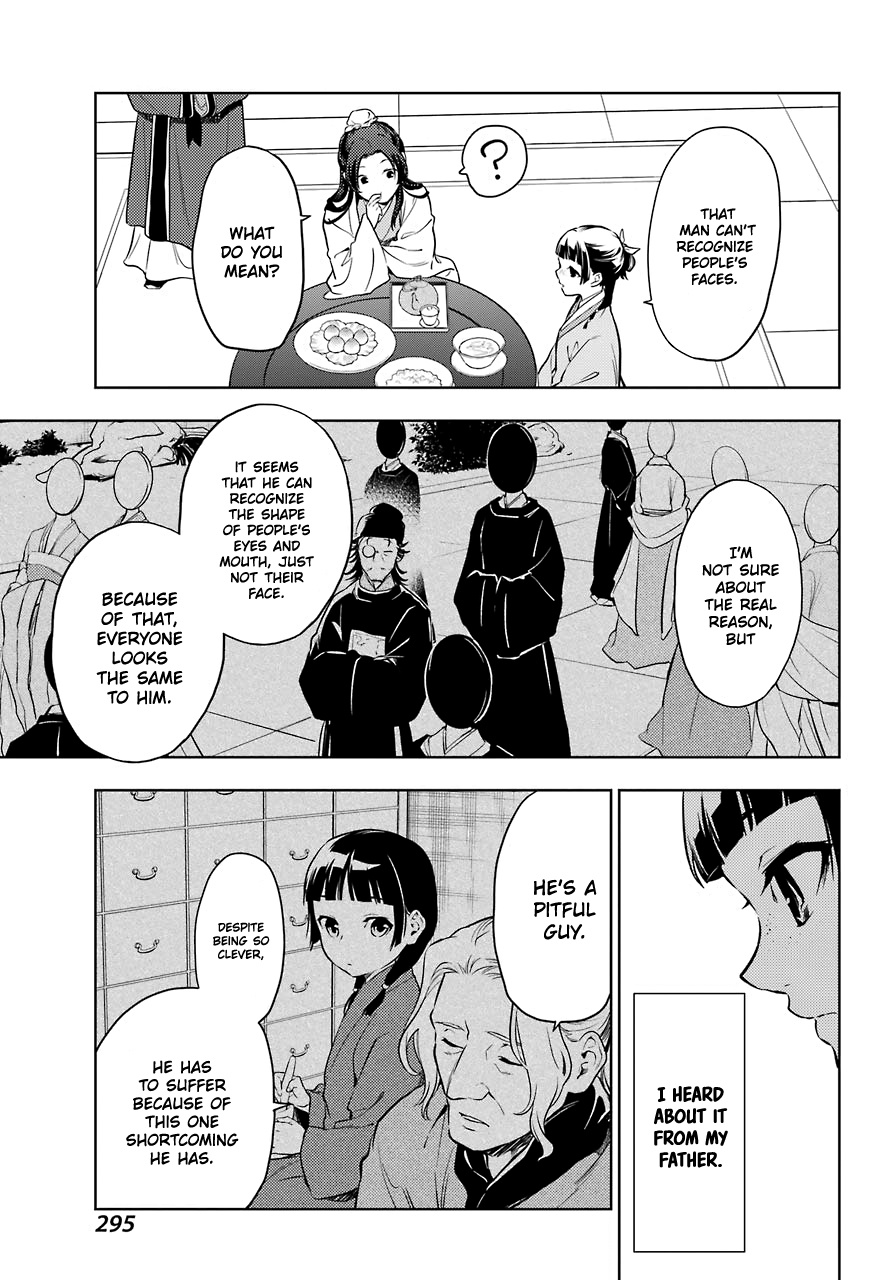 THAT
MAN CAN'T
RECOGNIZE
PEOPLE'S
FACES.
?
WHAT
DO YOU
MEAN?
I'M
NOT SURE
ABOUT
THE REAL
REASON,
BUT
IT SEEMS
THAT HE CAN
RECOGNIZE
THE SHAPE
OF PEOPLE'S
EYES AND
MOUTH, JUST
NOT THEIR
FACE.
BECAUSE
OF THAT,
EVERYONE
LOOKS
THE SAME
TO HIM.
I HEARD
ABOUT IT
FROM MY
FATHER.
HE'S A
PITFUL
GUY.
DESPITE
BEING SO
CLEVER,
HE HAS
TO SUFFER
BECAUSE OF
THIS ONE
SHORTCOMING
HE HAS.
295